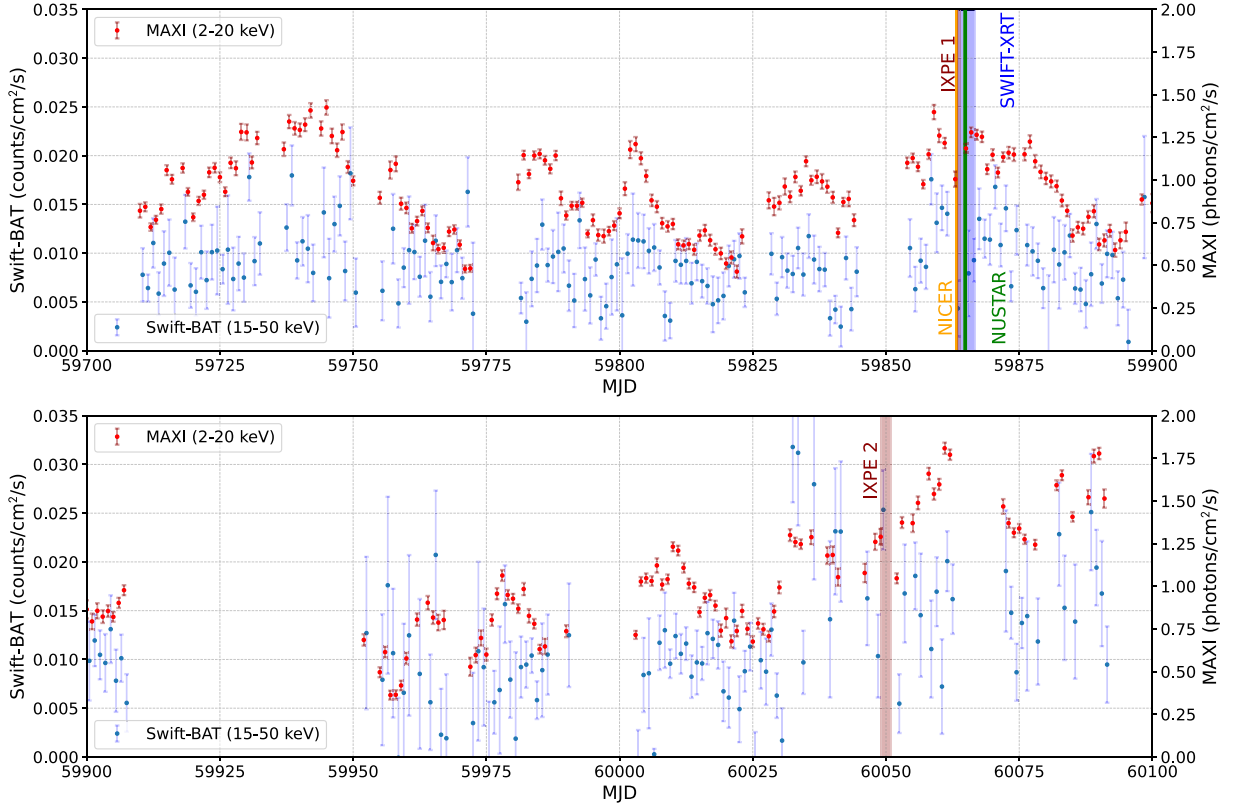 MAXI (2-20 keV)
Swift-BAT (15-50 keV)
IXPE 1
SWIFT-XRT
NICER
NUSTAR
Swift-BAT (counts/cm²/s)
0.035
0.030
0.025
0.020
0.015
0.010
0.005
0.000
MAXI (photons/cm²/s)
2.00
1.75
1.50
1.25
1.00
0.75
0.50
0.25
0.00
59700 59725 59750 59775 59800 59825 59850 59875 59900
MJD
MAXI (2-20 keV)
Swift-BAT (15-50 keV)
IXPE 2
Swift-BAT (counts/cm²/s)
0.035
0.030
0.025
0.020
0.015
0.010
0.005
0.000
MAXI (photons/cm²/s)
2.00
1.75
1.50
1.25
1.00
0.75
0.50
0.25
0.00
59900 59925 59950 59975 60000 60025 60050 60075 60100
MJD